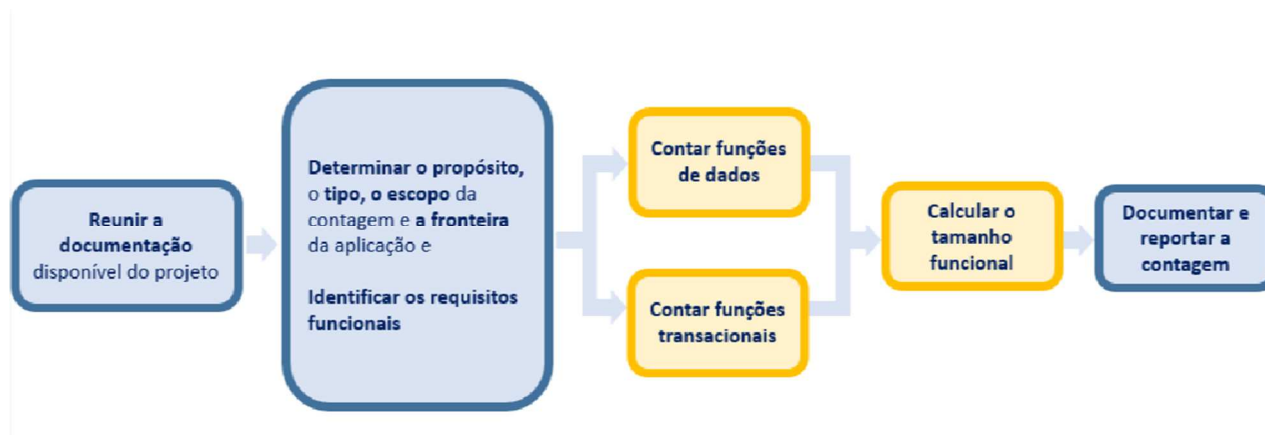 Reunir a
documentação
disponível do projeto
Determinar o propósito,
o tipo, o escopo da
contagem e a fronteira
da aplicação e
Identificar os requisitos
funcionais
Contar funções
de dados
Contar funções
transacionais
Calcular o
tamanho
funcional
Documentar e
reportar a
contagem